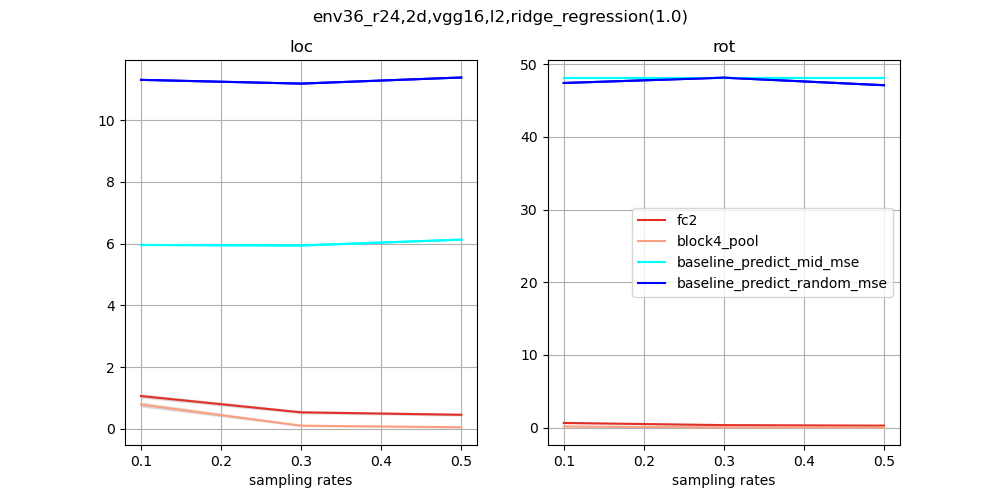 env36_r24,2d,vgg16,l2,ridge_regression(1.0)
loc
10
8
6
4
2
0
0.1 0.2 0.3 0.4 0.5
sampling rates
rot
50
40
30
20
10
0
fc2
block4_pool
baseline_predict_mid_mse
baseline_predict_random_mse
0.1 0.2 0.3 0.4 0.5
sampling rates